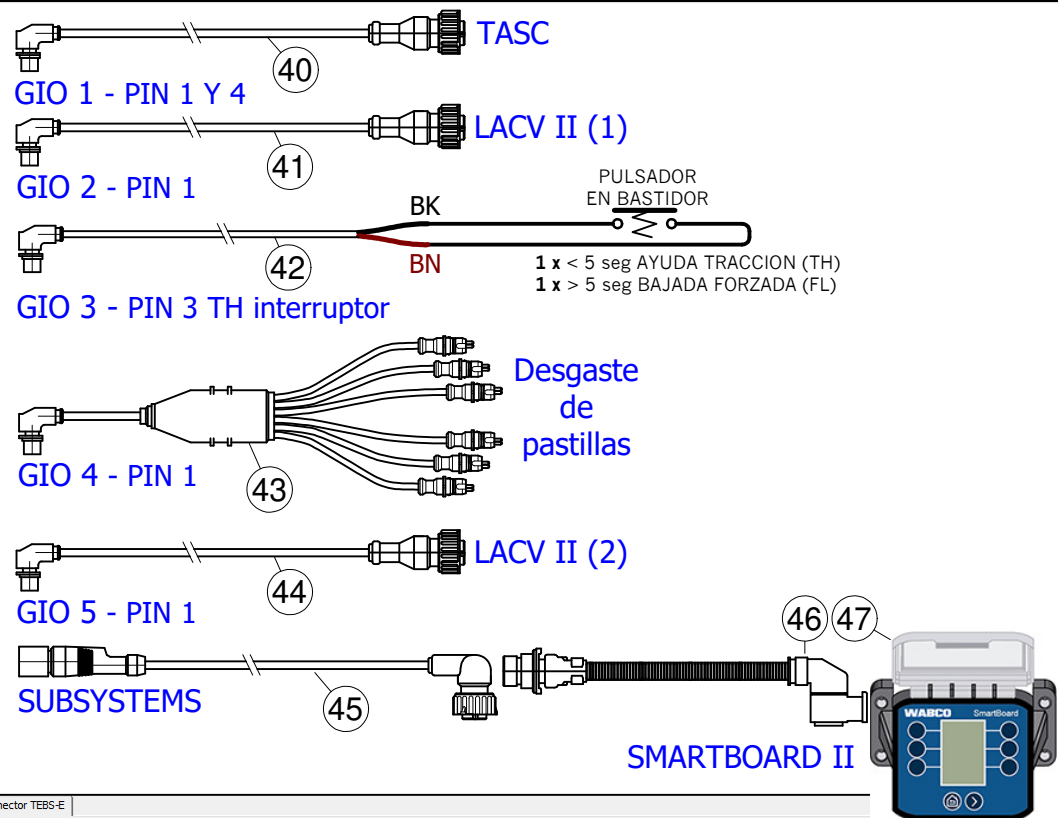 TASC
40
GIO 1 - PIN 1 Y 4
LACV II (1)
41
GIO 2 - PIN 1
PULSADOR
EN BASTIDOR
BK
BN
42
1 x < 5 seg AYUDA TRACCION (TH)
1 x > 5 seg BAJADA FORZADA (FL)
GIO 3 - PIN 3 TH interruptor
Desgaste
de
pastillas
GIO 4 - PIN 1
43
LACV II (2)
44
GIO 5 - PIN 1
46 47
SUBSYSTEMS
45
WABCO SmartBoard
SMARTBOARD II
nector TEBS-E